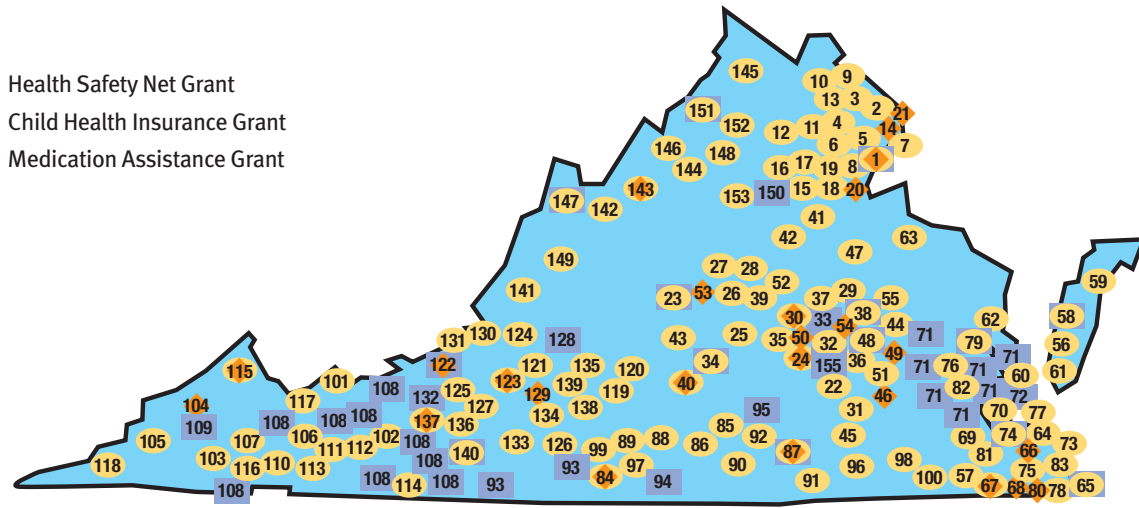 Health Safety Net Grant
Child Health Insurance Grant
Medication Assistance Grant
145
10 9
13 3 2
151 21
152 12 11 4 14
146 148 6 5 7
144 16 17 19 8 1
143 153 150 15 18 20
147 142 41
42 63
149 47
27 28 59
141 23 53 26 39 52 37 29 55
30 33 38 62 58
131 130 124 128 43 25 35 50 54 32 48 44 71 79 56
122 121 135 34 24 155 36 49 71 76 71 71 61
115 101 123 139 120 40 22 51 82 60
104 117 108 132 125 129 119 31 46 71 71 72
109 108 108 108 137 127 134 138 95 71 70 77
105 107 106 102 136 85 45 69 74 64
118 103 111 112 108 133 126 99 89 88 86 92 87 98 81 66 73
116 110 113 108 140 93 97 90 96 57 75 83
108 108 114 108 93 84 94 91 100 67 68 80 78 65